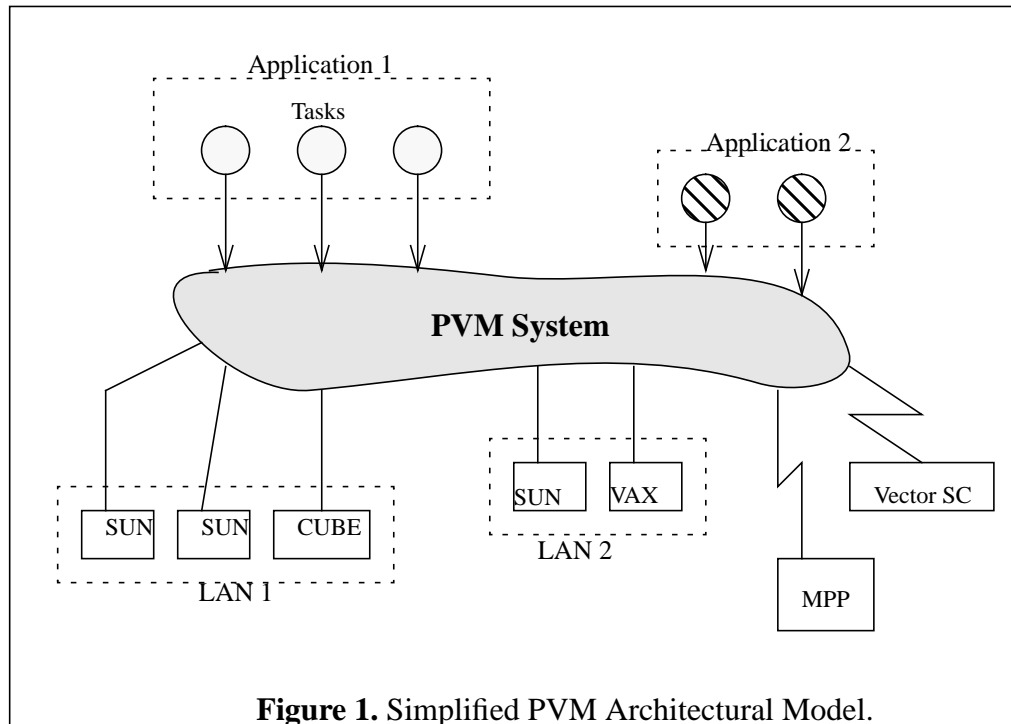 Application 1
Tasks
Application 2
PVM System
SUN
SUN
CUBE
LAN 1
SUN
VAX
LAN 2
Vector SC
MPP
Figure 1. Simplified PVM Architectural Model.